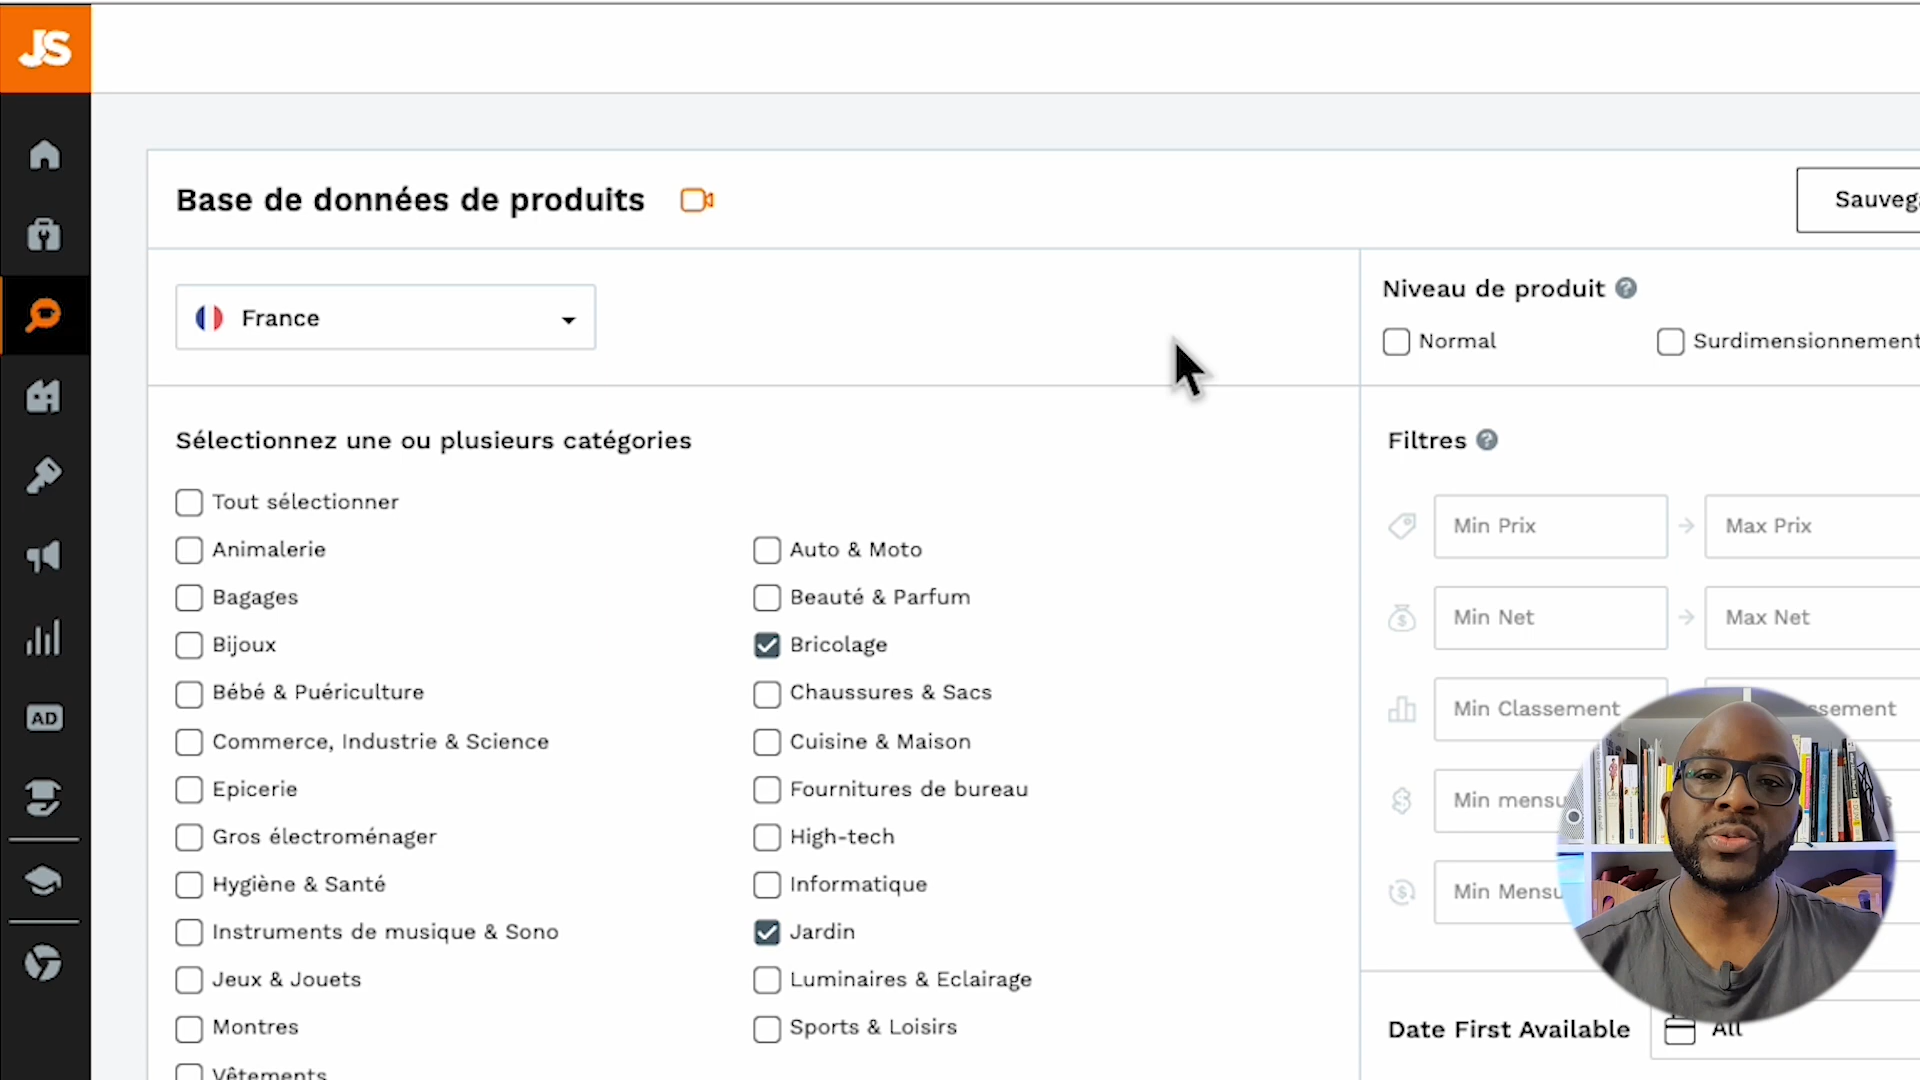 JS
Base de données de produits
Sauveg
France
Niveau de produit ?
Normal
Surdimensionnement
Sélectionnez une ou plusieurs catégories
Filtres ?
Tout sélectionner
Animalerie
Auto & Moto
Bagages
Beauté & Parfum
Bijoux
Bricolage
Bébé & Puériculture
Chaussures & Sacs
Commerce, Industrie & Science
Cuisine & Maison
Epicerie
Fournitures de bureau
Gros électroménager
High-tech
Hygiène & Santé
Informatique
Instruments de musique & Sono
Jardin
Jeux & Jouets
Luminaires & Eclairage
Montres
Sports & Loisirs
Vêtements
Min Prix
Max Prix
Min Net
Max Net
Min Classement
ssement
Min mensu
Min Mensu
Date First Available
All
AD